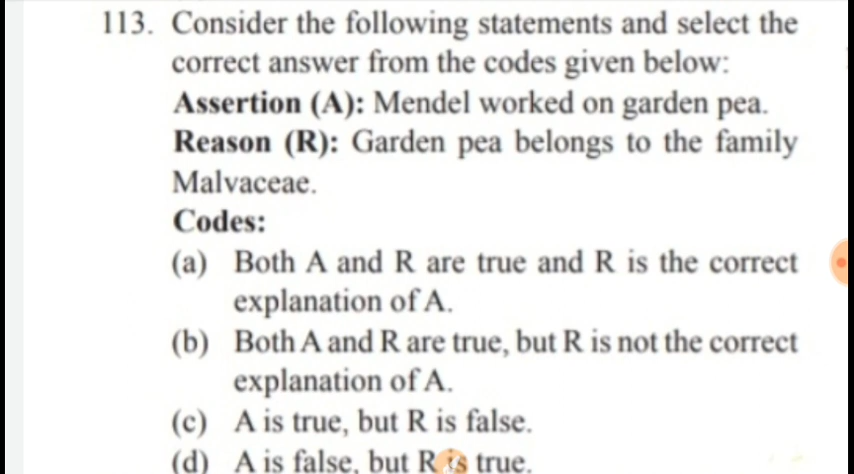 113. Consider the following statements and select the
correct answer from the codes given below:
Assertion (A): Mendel worked on garden pea.
Reason (R): Garden pea belongs to the family
Malvaceae.
Codes:
(a) Both A and R are true and R is the correct
explanation of A.
(b) Both A and R are true, but R is not the correct
explanation of A.
(c) A is true, but R is false.
(d) A is false, but R is true.